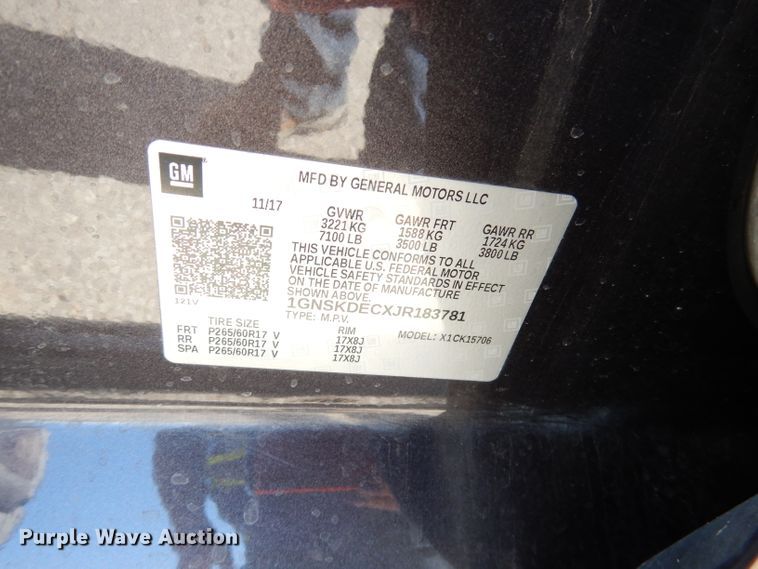 GM
MFD BY GENERAL MOTORS LLC
11/17
GVWR GAWR FRT GAWR RR
3221 KG 1588 KG 1724 KG
7100 LB 3500 LB 3800 LB
THIS VEHICLE CONFORMS TO ALL
APPLICABLE U.S. FEDERAL MOTOR
VEHICLE SAFETY STANDARDS IN EFFECT
ON THE DATE OF MANUFACTURE
SHOWN ABOVE.
121V
1GNSKDECXJR183781
TYPE: M.P.V. MODEL: X1CK15706
TIRE SIZE RIM
FRT P265/60R17 V 17X8J
RR P265/60R17 V 17X8J
SPA P265/60R17 V 17X8J
Purple Wave Auction